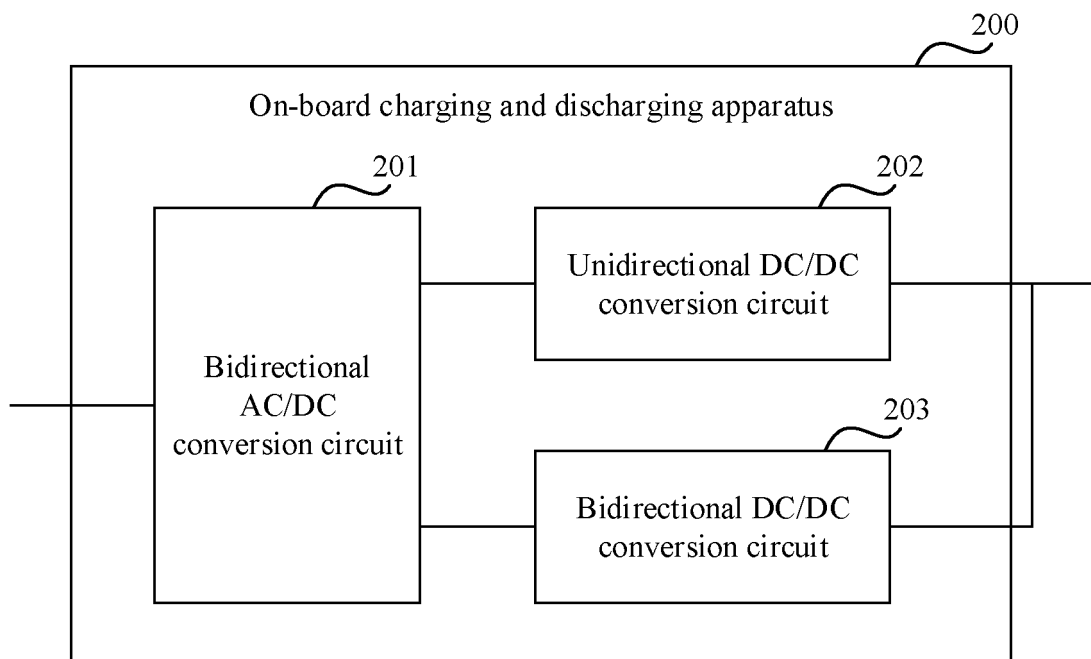 200
On-board charging and discharging apparatus
201
202
Unidirectional DC/DC
conversion circuit
Bidirectional
AC/DC
conversion circuit
203
Bidirectional DC/DC
conversion circuit